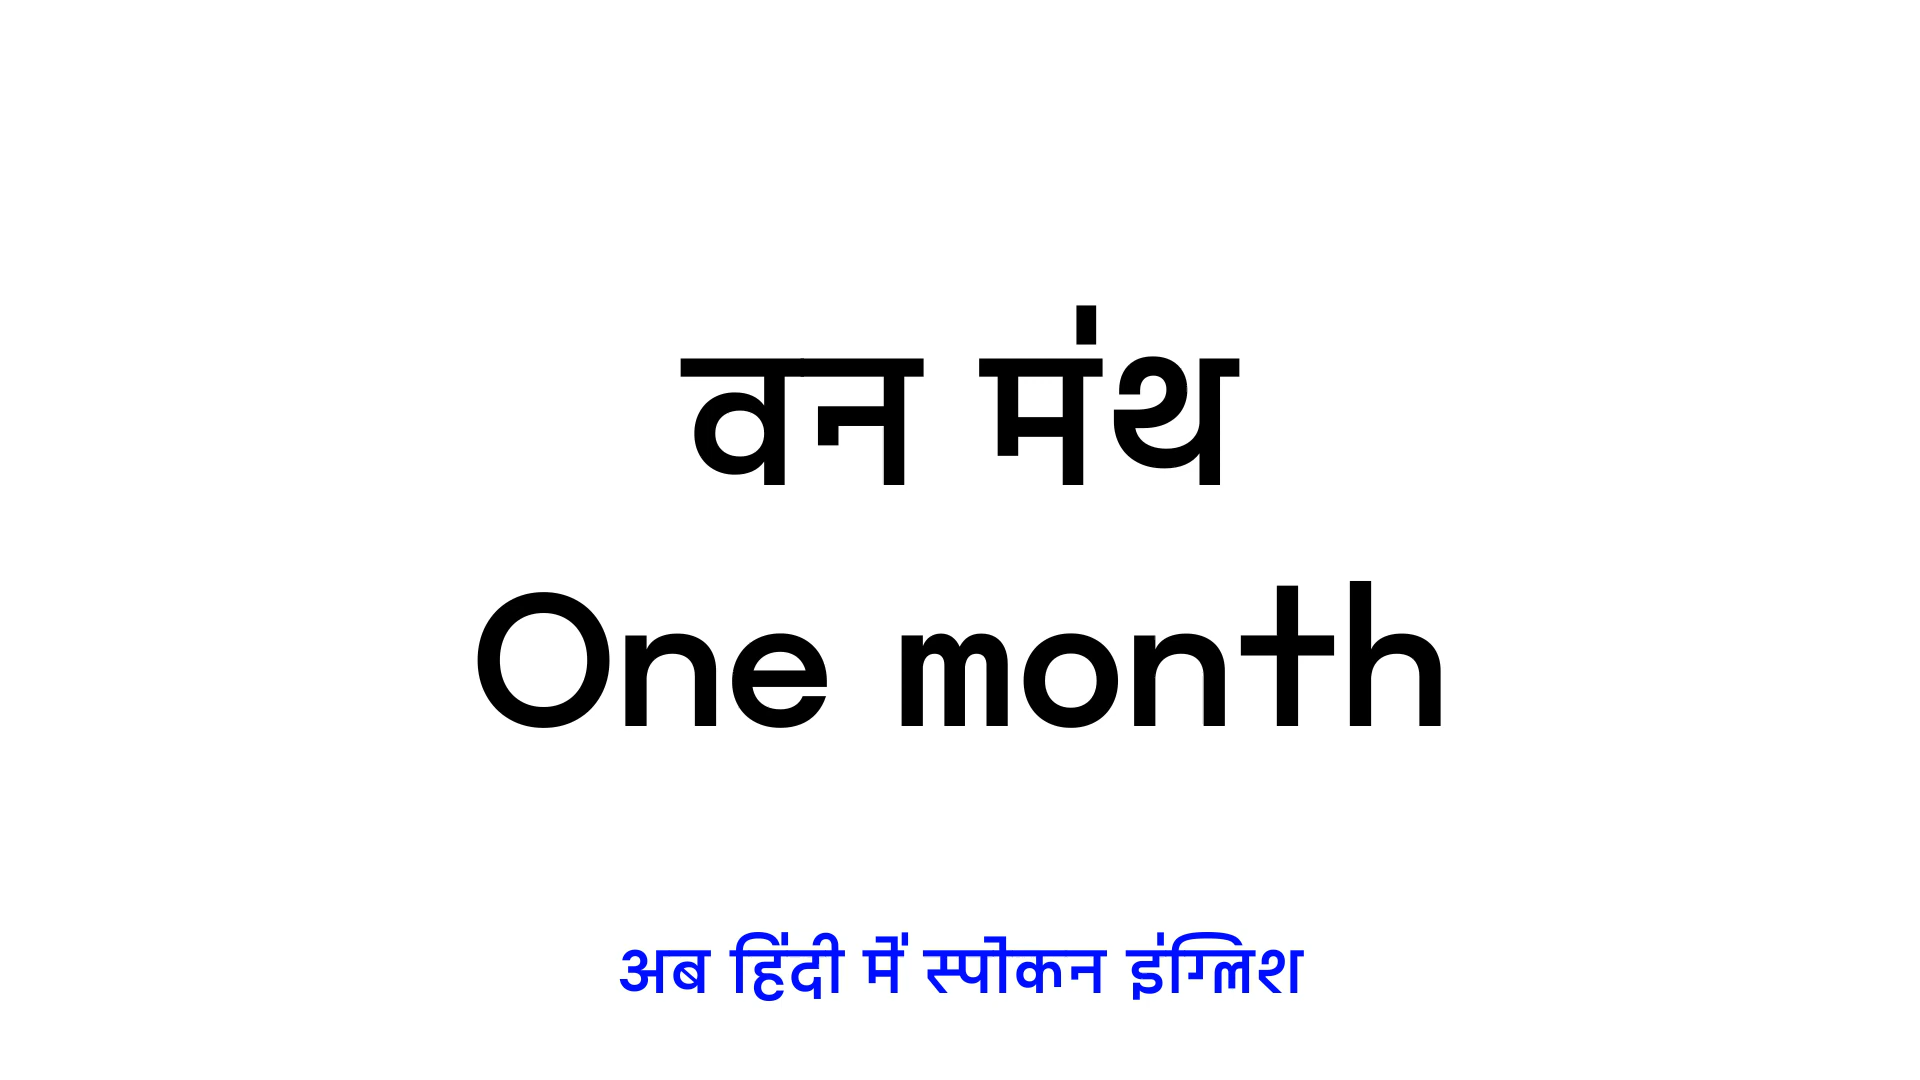 वन मंथ
One month
अब हिंदी में स्पोकन इंग्लिश